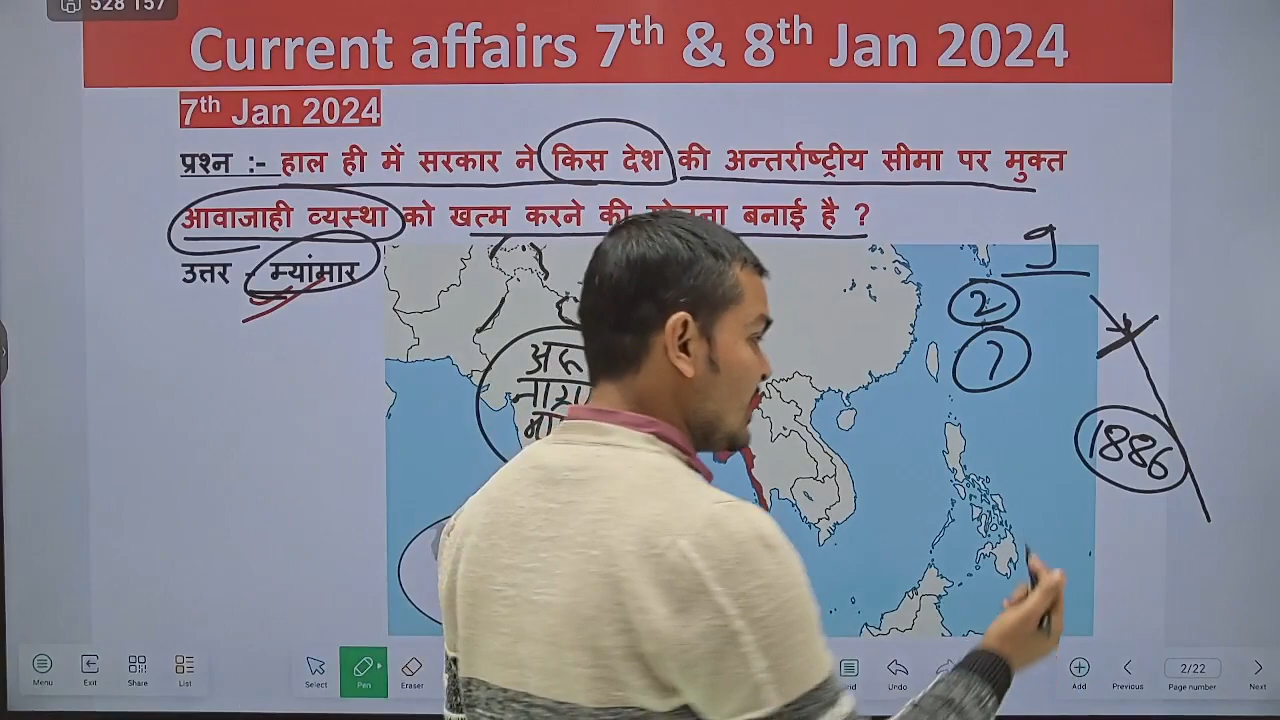 528 157
Current affairs 7th & 8th Jan 2024
7th Jan 2024
प्रश्न :- हाल ही में सरकार ने किस देश की अन्तर्राष्ट्रीय सीमा पर मुक्त
आवाजाही व्यस्था को खत्म करने की बनाई है ?
उत्तर - म्यांमार
9
2
7
1886
Menu Exit Share List Select Pen Eraser Undo Add Previous 2/22 Page number Next